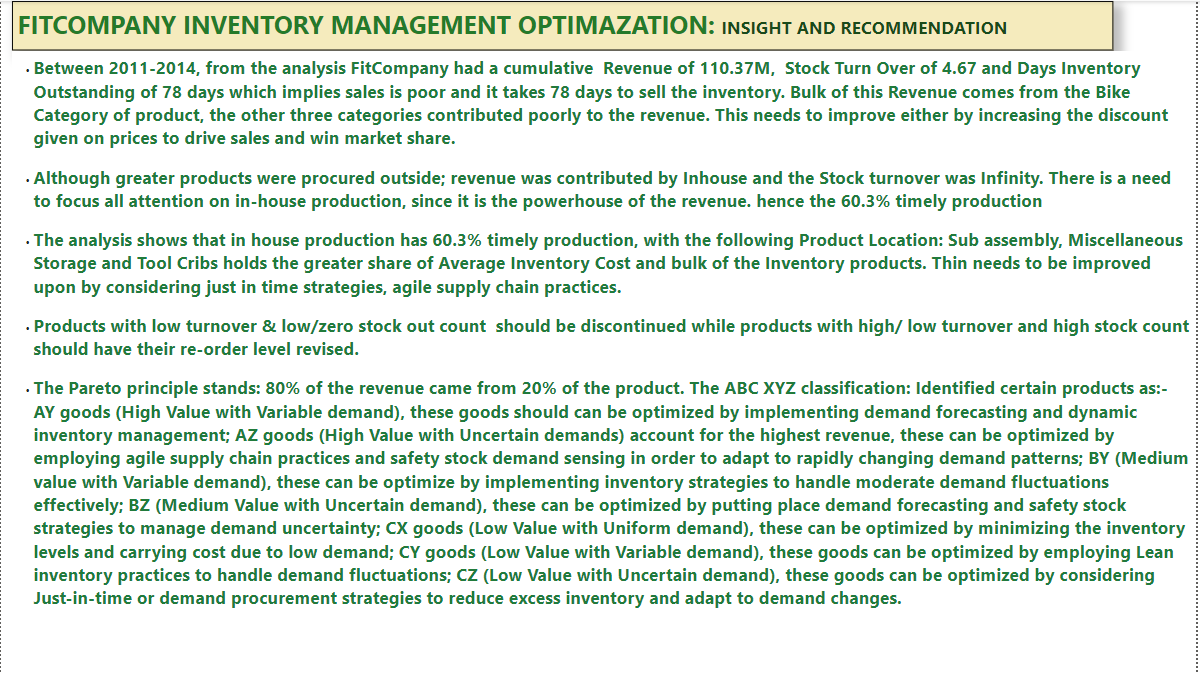 FITCOMPANY INVENTORY MANAGEMENT OPTIMAZATION: INSIGHT AND RECOMMENDATION
· Between 2011-2014, from the analysis FitCompany had a cumulative  Revenue of 110.37M,  Stock Turn Over of 4.67 and Days Inventory
Outstanding of 78 days which implies sales is poor and it takes 78 days to sell the inventory. Bulk of this Revenue comes from the Bike
Category of product, the other three categories contributed poorly to the revenue. This needs to improve either by increasing the discount
given on prices to drive sales and win market share.
· Although greater products were procured outside; revenue was contributed by Inhouse and the Stock turnover was Infinity. There is a need
to focus all attention on in-house production, since it is the powerhouse of the revenue. hence the 60.3% timely production
· The analysis shows that in house production has 60.3% timely production, with the following Product Location: Sub assembly, Miscellaneous
Storage and Tool Cribs holds the greater share of Average Inventory Cost and bulk of the Inventory products. Thin needs to be improved
upon by considering just in time strategies, agile supply chain practices.
· Products with low turnover & low/zero stock out count  should be discontinued while products with high/ low turnover and high stock count
should have their re-order level revised.
· The Pareto principle stands: 80% of the revenue came from 20% of the product. The ABC XYZ classification: Identified certain products as:-
AY goods (High Value with Variable demand), these goods should can be optimized by implementing demand forecasting and dynamic
inventory management; AZ goods (High Value with Uncertain demands) account for the highest revenue, these can be optimized by
employing agile supply chain practices and safety stock demand sensing in order to adapt to rapidly changing demand patterns; BY (Medium
value with Variable demand), these can be optimize by implementing inventory strategies to handle moderate demand fluctuations
effectively; BZ (Medium Value with Uncertain demand), these can be optimized by putting place demand forecasting and safety stock
strategies to manage demand uncertainty; CX goods (Low Value with Uniform demand), these can be optimized by minimizing the inventory
levels and carrying cost due to low demand; CY goods (Low Value with Variable demand), these goods can be optimized by employing Lean
inventory practices to handle demand fluctuations; CZ (Low Value with Uncertain demand), these goods can be optimized by considering
Just-in-time or demand procurement strategies to reduce excess inventory and adapt to demand changes.